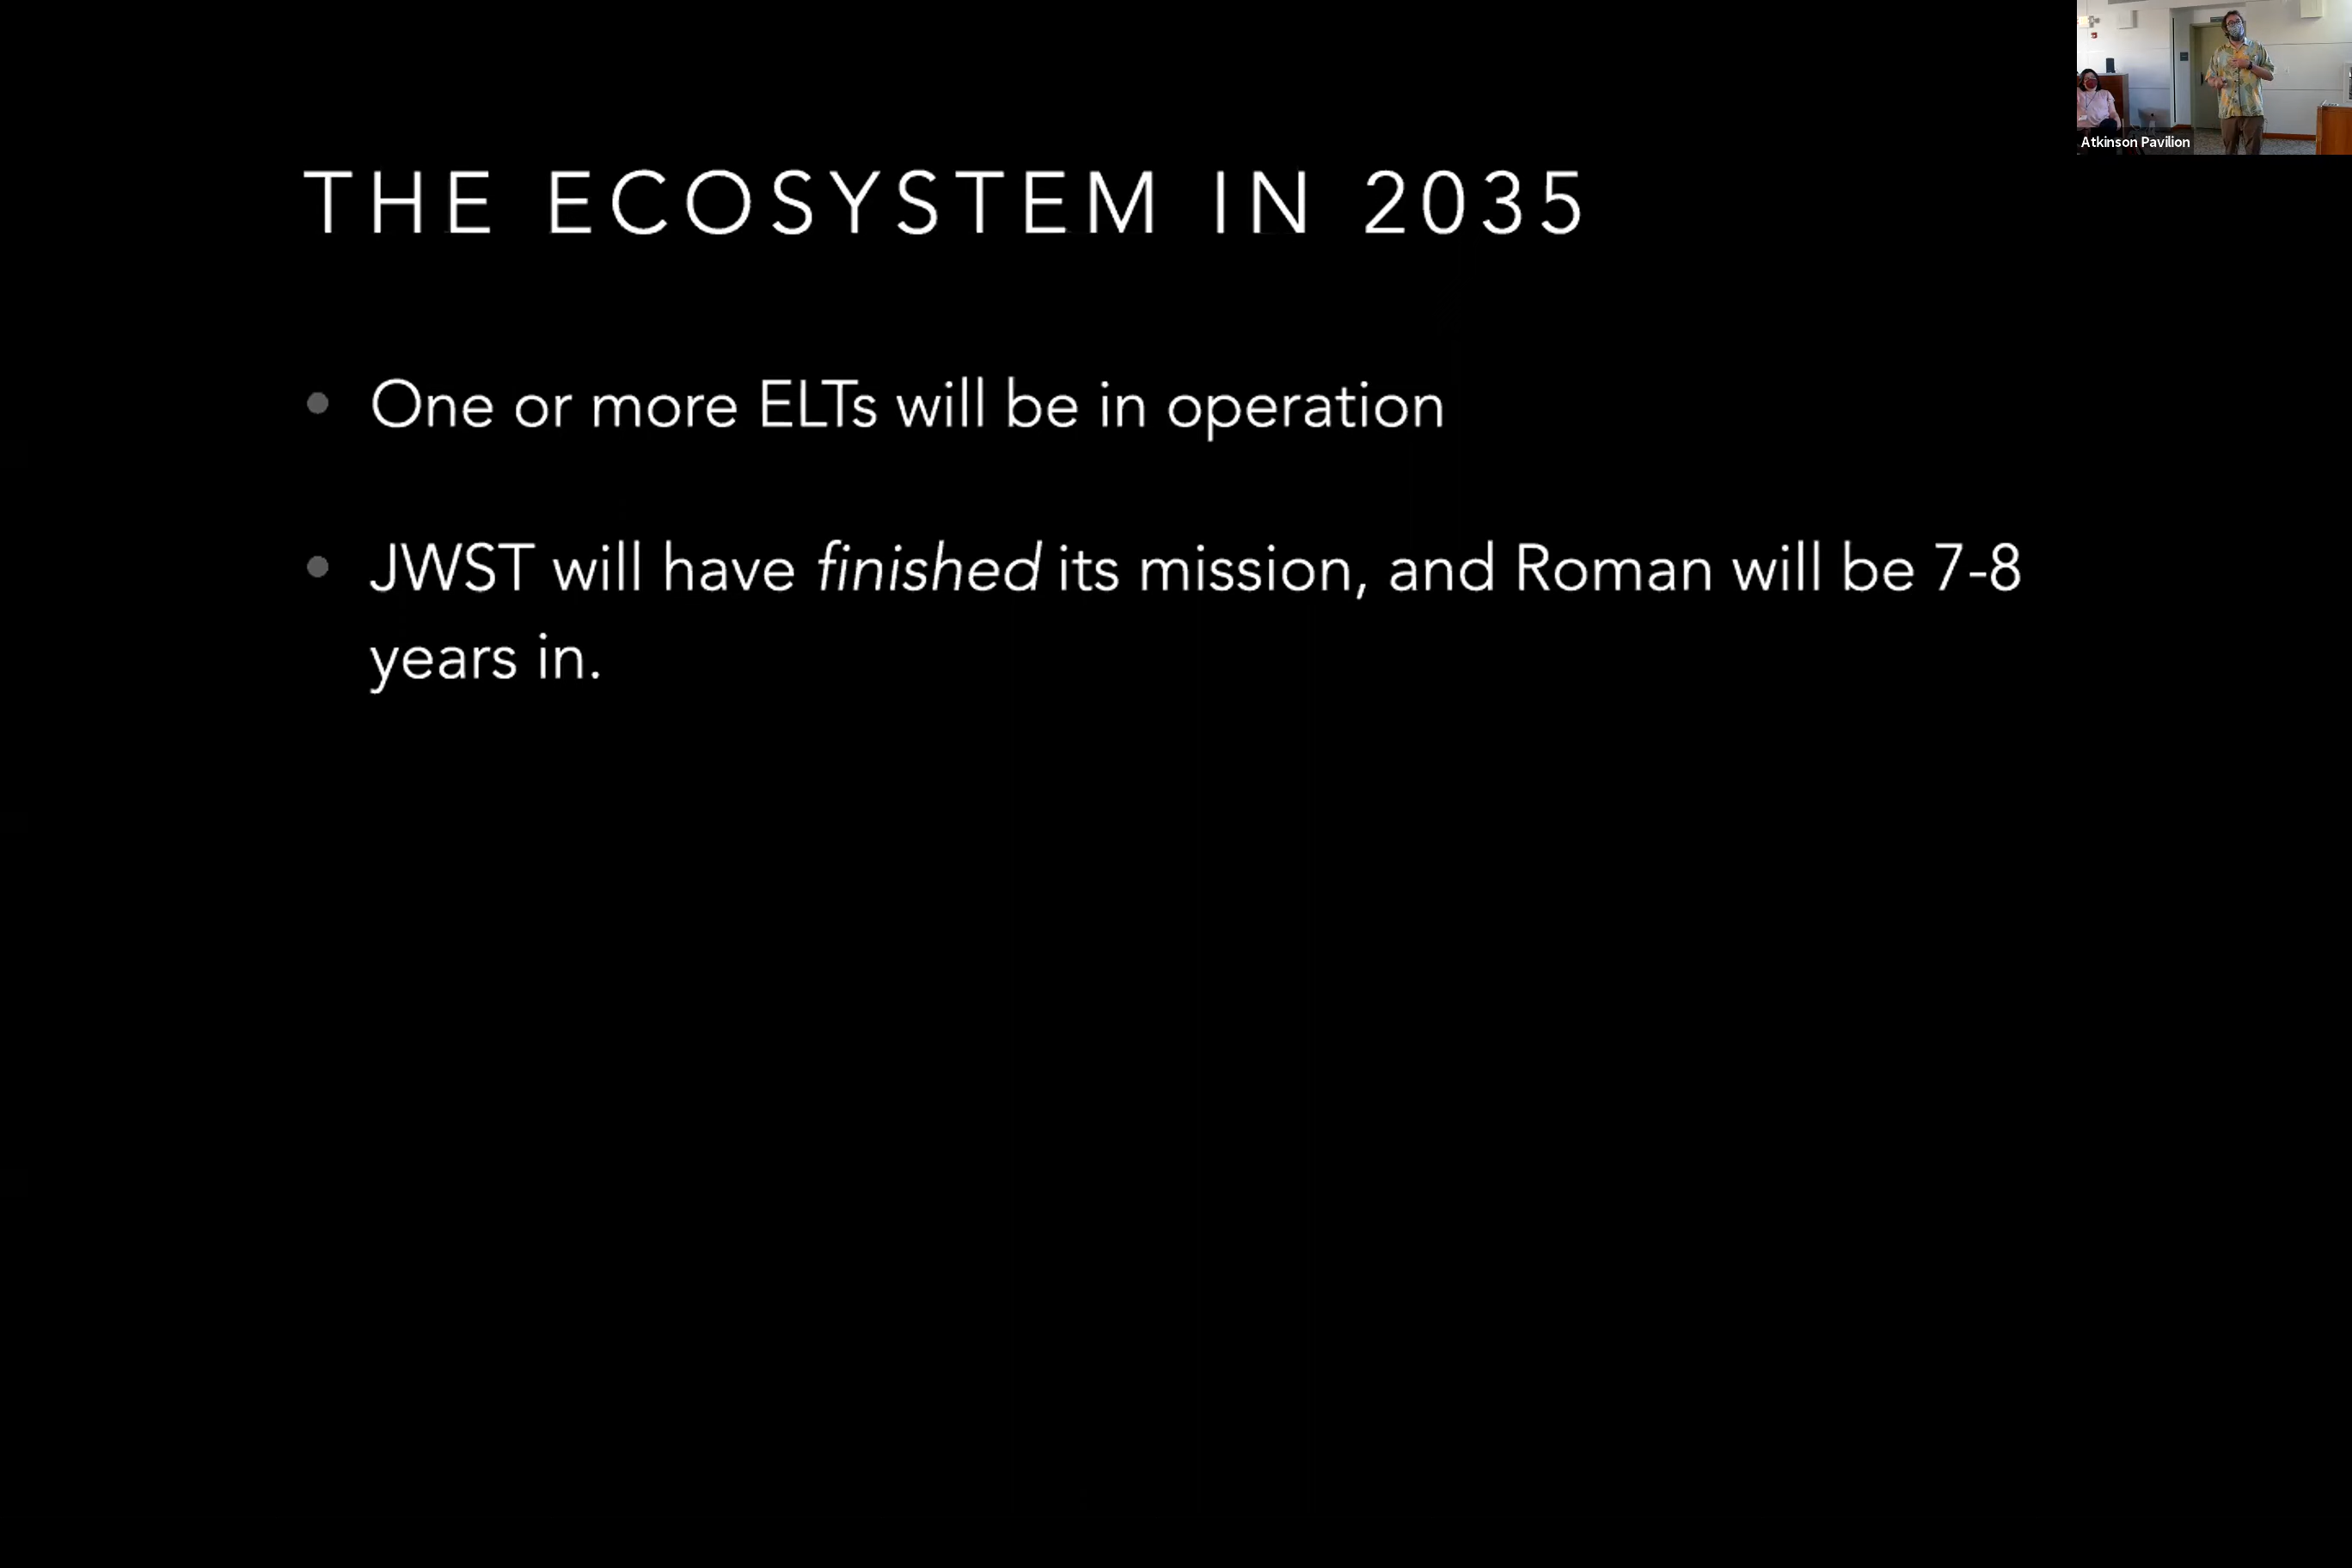 Atkinson Pavilion
THE ECOSYSTEM IN 2035
One or more ELTs will be in operation
JWST will have finished its mission, and Roman will be 7-8
years in.